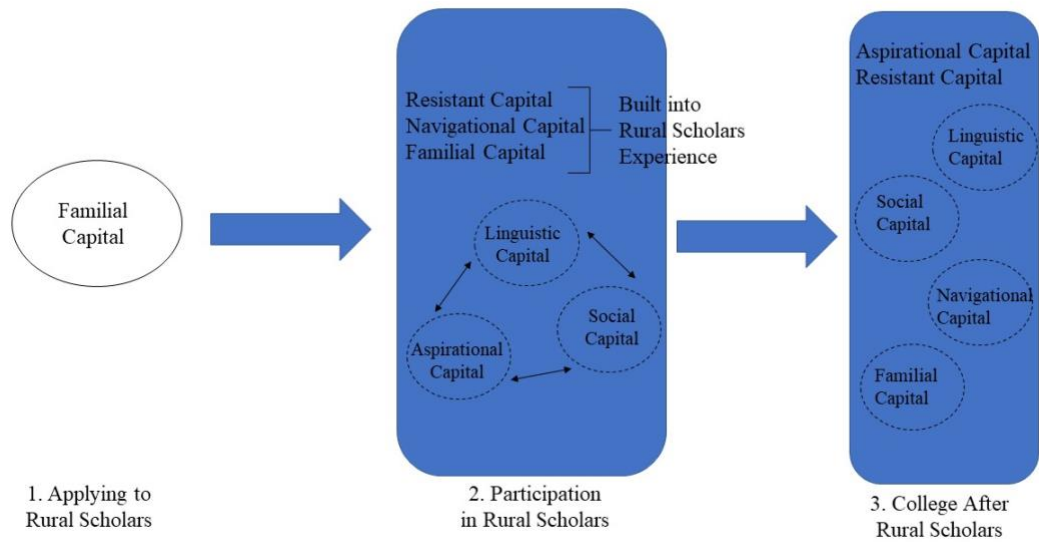 Familial
Capital
1. Applying to
Rural Scholars
Resistant Capital
Navigational Capital
Familial Capital
Built into
Rural Scholars
Experience
Linguistic
Capital
Social
Capital
Aspirational
Capital
2. Participation
in Rural Scholars
Aspirational Capital
Resistant Capital
Linguistic
Capital
Social
Capital
Navigational
Capital
Familial
Capital
3. College After
Rural Scholars